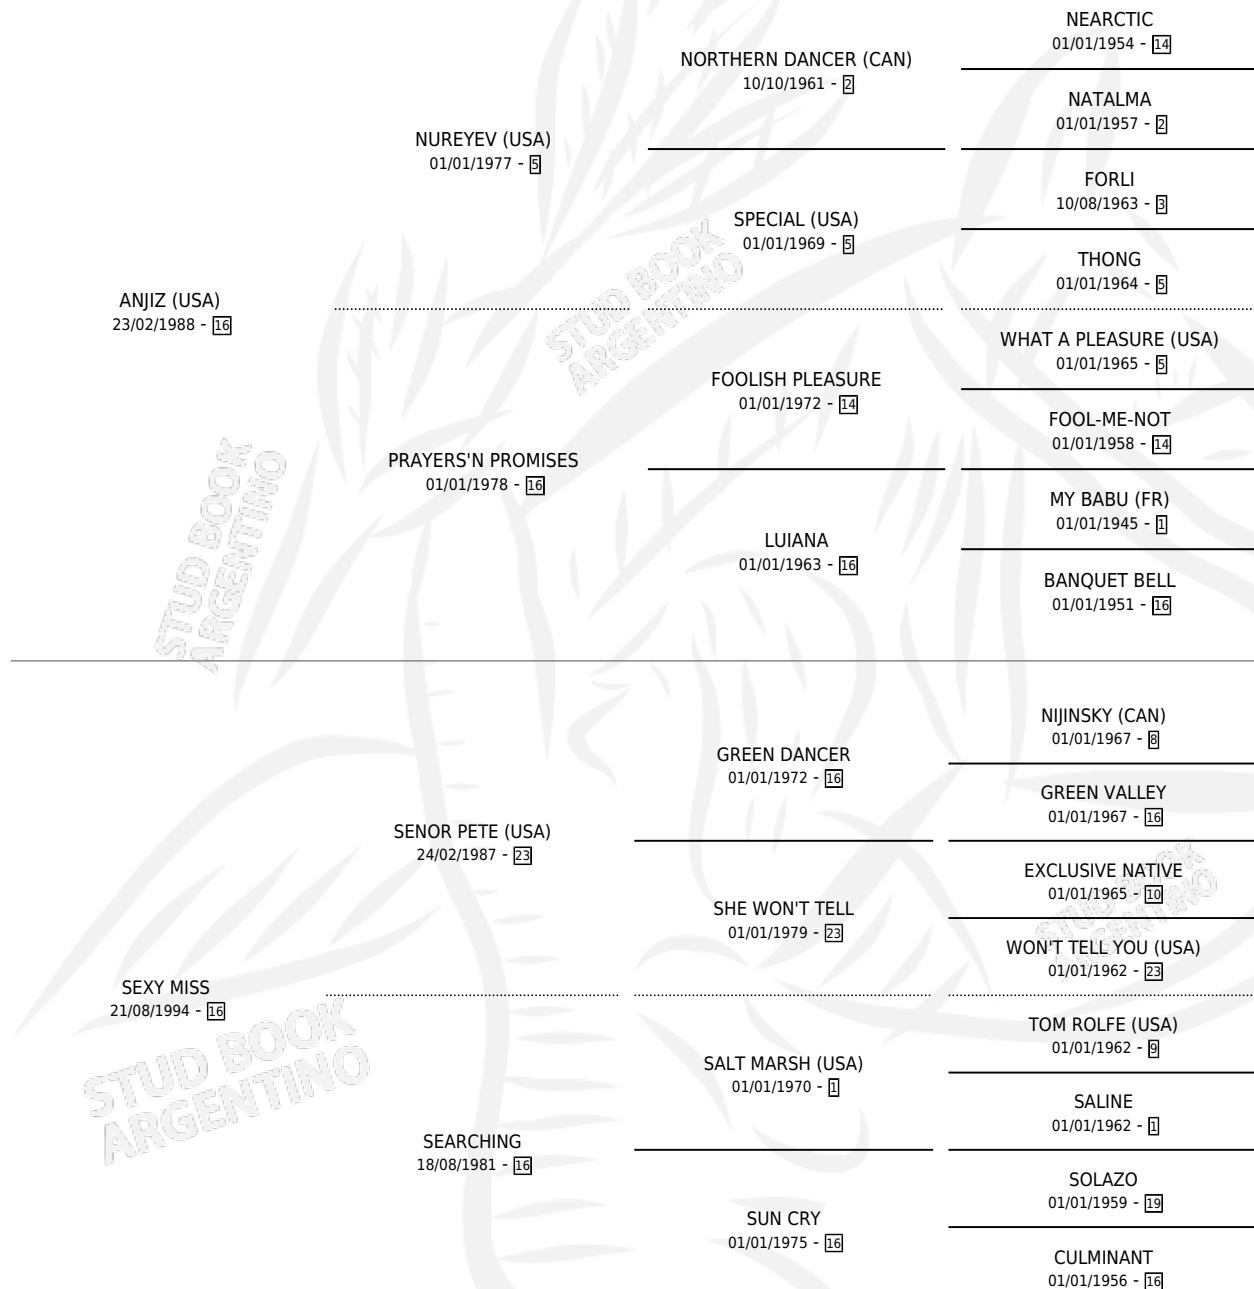 NEARCTIC
01/01/1954 - 14
NORTHERN DANCER (CAN)
10/10/1961 - 2
NATALMA
01/01/1957 - 2
NUREYEV (USA)
01/01/1977 - 5
FORLI
10/08/1963 - 3
SPECIAL (USA)
01/01/1969 - 5
THONG
01/01/1964 - 5
ANJIZ (USA)
23/02/1988 - 16
WHAT A PLEASURE (USA)
01/01/1965 - 5
FOOLISH PLEASURE
01/01/1972 - 14
FOOL-ME-NOT
01/01/1958 - 14
PRAYERS'N PROMISES
01/01/1978 - 16
MY BABU (FR)
01/01/1945 - 1
LUIANA
01/01/1963 - 16
BANQUET BELL
01/01/1951 - 16
NIJINSKY (CAN)
01/01/1967 - 8
GREEN DANCER
01/01/1972 - 16
GREEN VALLEY
01/01/1967 - 16
SENOR PETE (USA)
24/02/1987 - 23
EXCLUSIVE NATIVE
01/01/1965 - 10
SHE WON'T TELL
01/01/1979 - 23
WON'T TELL YOU (USA)
01/01/1962 - 23
SEXY MISS
21/08/1994 - 16
TOM ROLFE (USA)
01/01/1962 - 9
SALT MARSH (USA)
01/01/1970 - 1
SALINE
01/01/1962 - 1
SEARCHING
18/08/1981 - 16
SOLAZO
01/01/1959 - 19
SUN CRY
01/01/1975 - 16
CULMINANT
01/01/1956 - 16
STUD BOOK
ARGENTINO
STUD BOOK
ARGENTINO
STUD BOOK
ARGENTINO
STUD BOOK
ARGENTINO